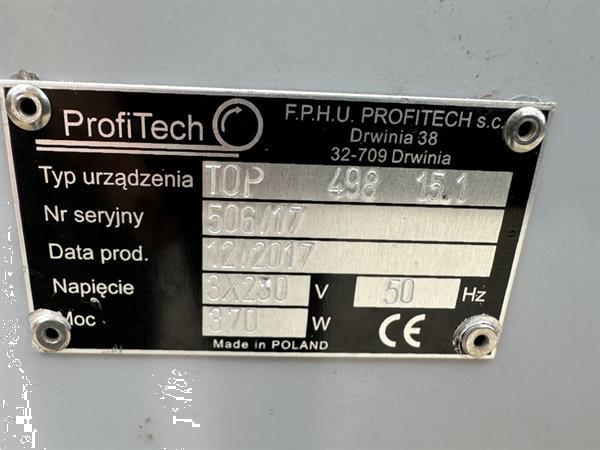 ProfiTech
F.P.H.U. PROFITECH s.c.
Drwinia 38
32-709 Drwinia
Typ urządzenia TOP 498 15.1
Nr seryjny 506/17
Data prod. 12/2017
Napięcie 3X230 V 50 Hz
Moc 370 W CE
Made in POLAND